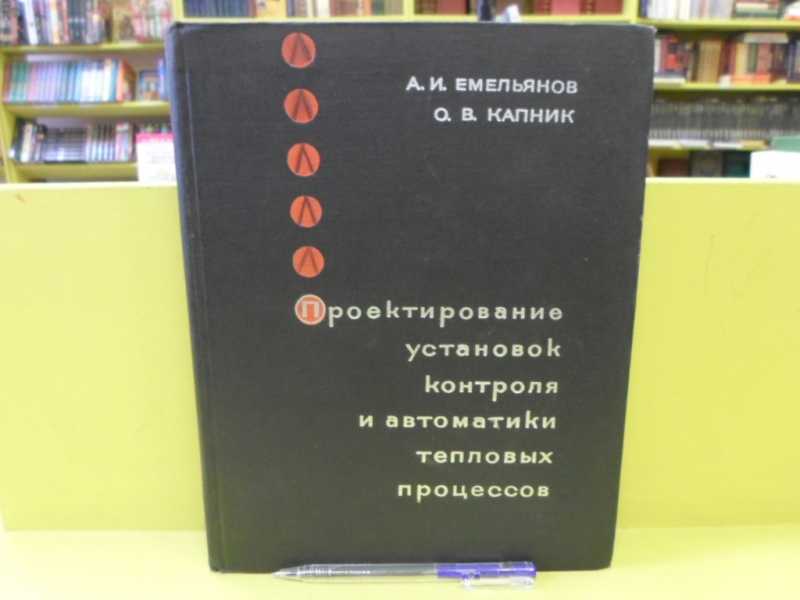 А. И. ЕМЕЛЬЯНОВ
О. В. КАПНИК
Проектирование
установок
контроля
и автоматики
тепловых
процессов